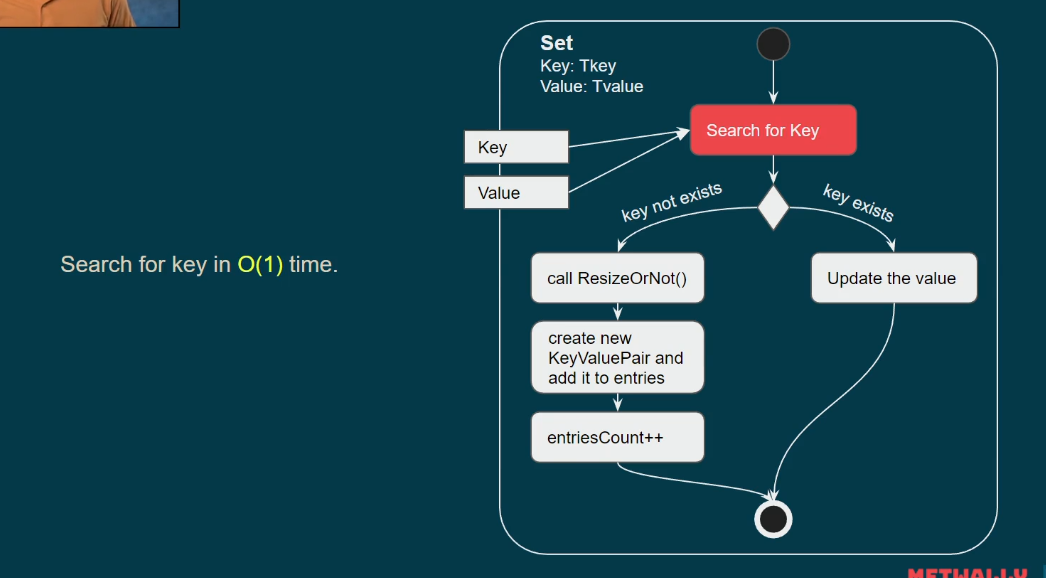 Set
Key: Tkey
Value: Tvalue
Search for Key
Key
Value
key not exists
key exists
Search for key in O(1) time.
call ResizeOrNot()
Update the value
create new
KeyValuePair and
add it to entries
entriesCount++
METWALLY